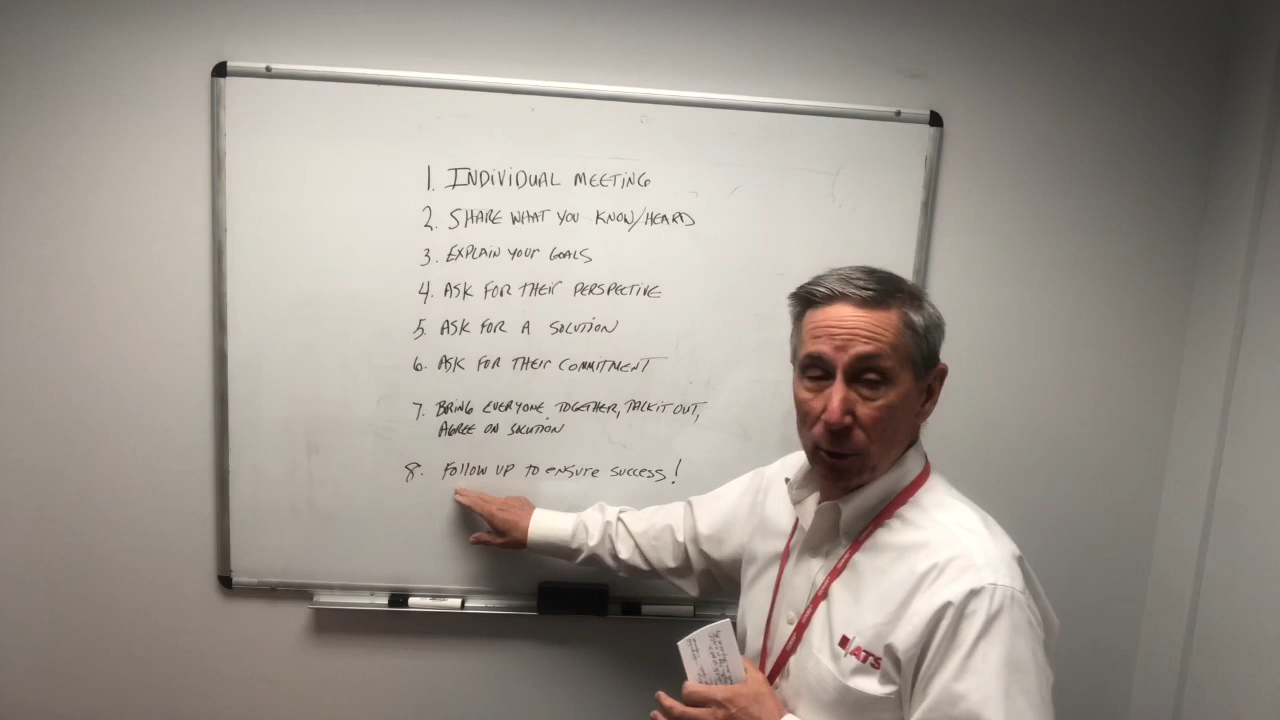 1. INDIVIDUAL MEETING
2. SHARE WHAT YOU KNOW/HEARD
3. EXPLAIN YOUR GOALS
4. ASK FOR THEIR PERSPECTIVE
5. ASK FOR A SOLUTION
6. ASK FOR THEIR COMMITMENT
7. BRING EVERYONE TOGETHER, TALK IT OUT,
AGREE ON SOLUTION
8. FOLLOW UP TO ENSURE SUCCESS!
ATS